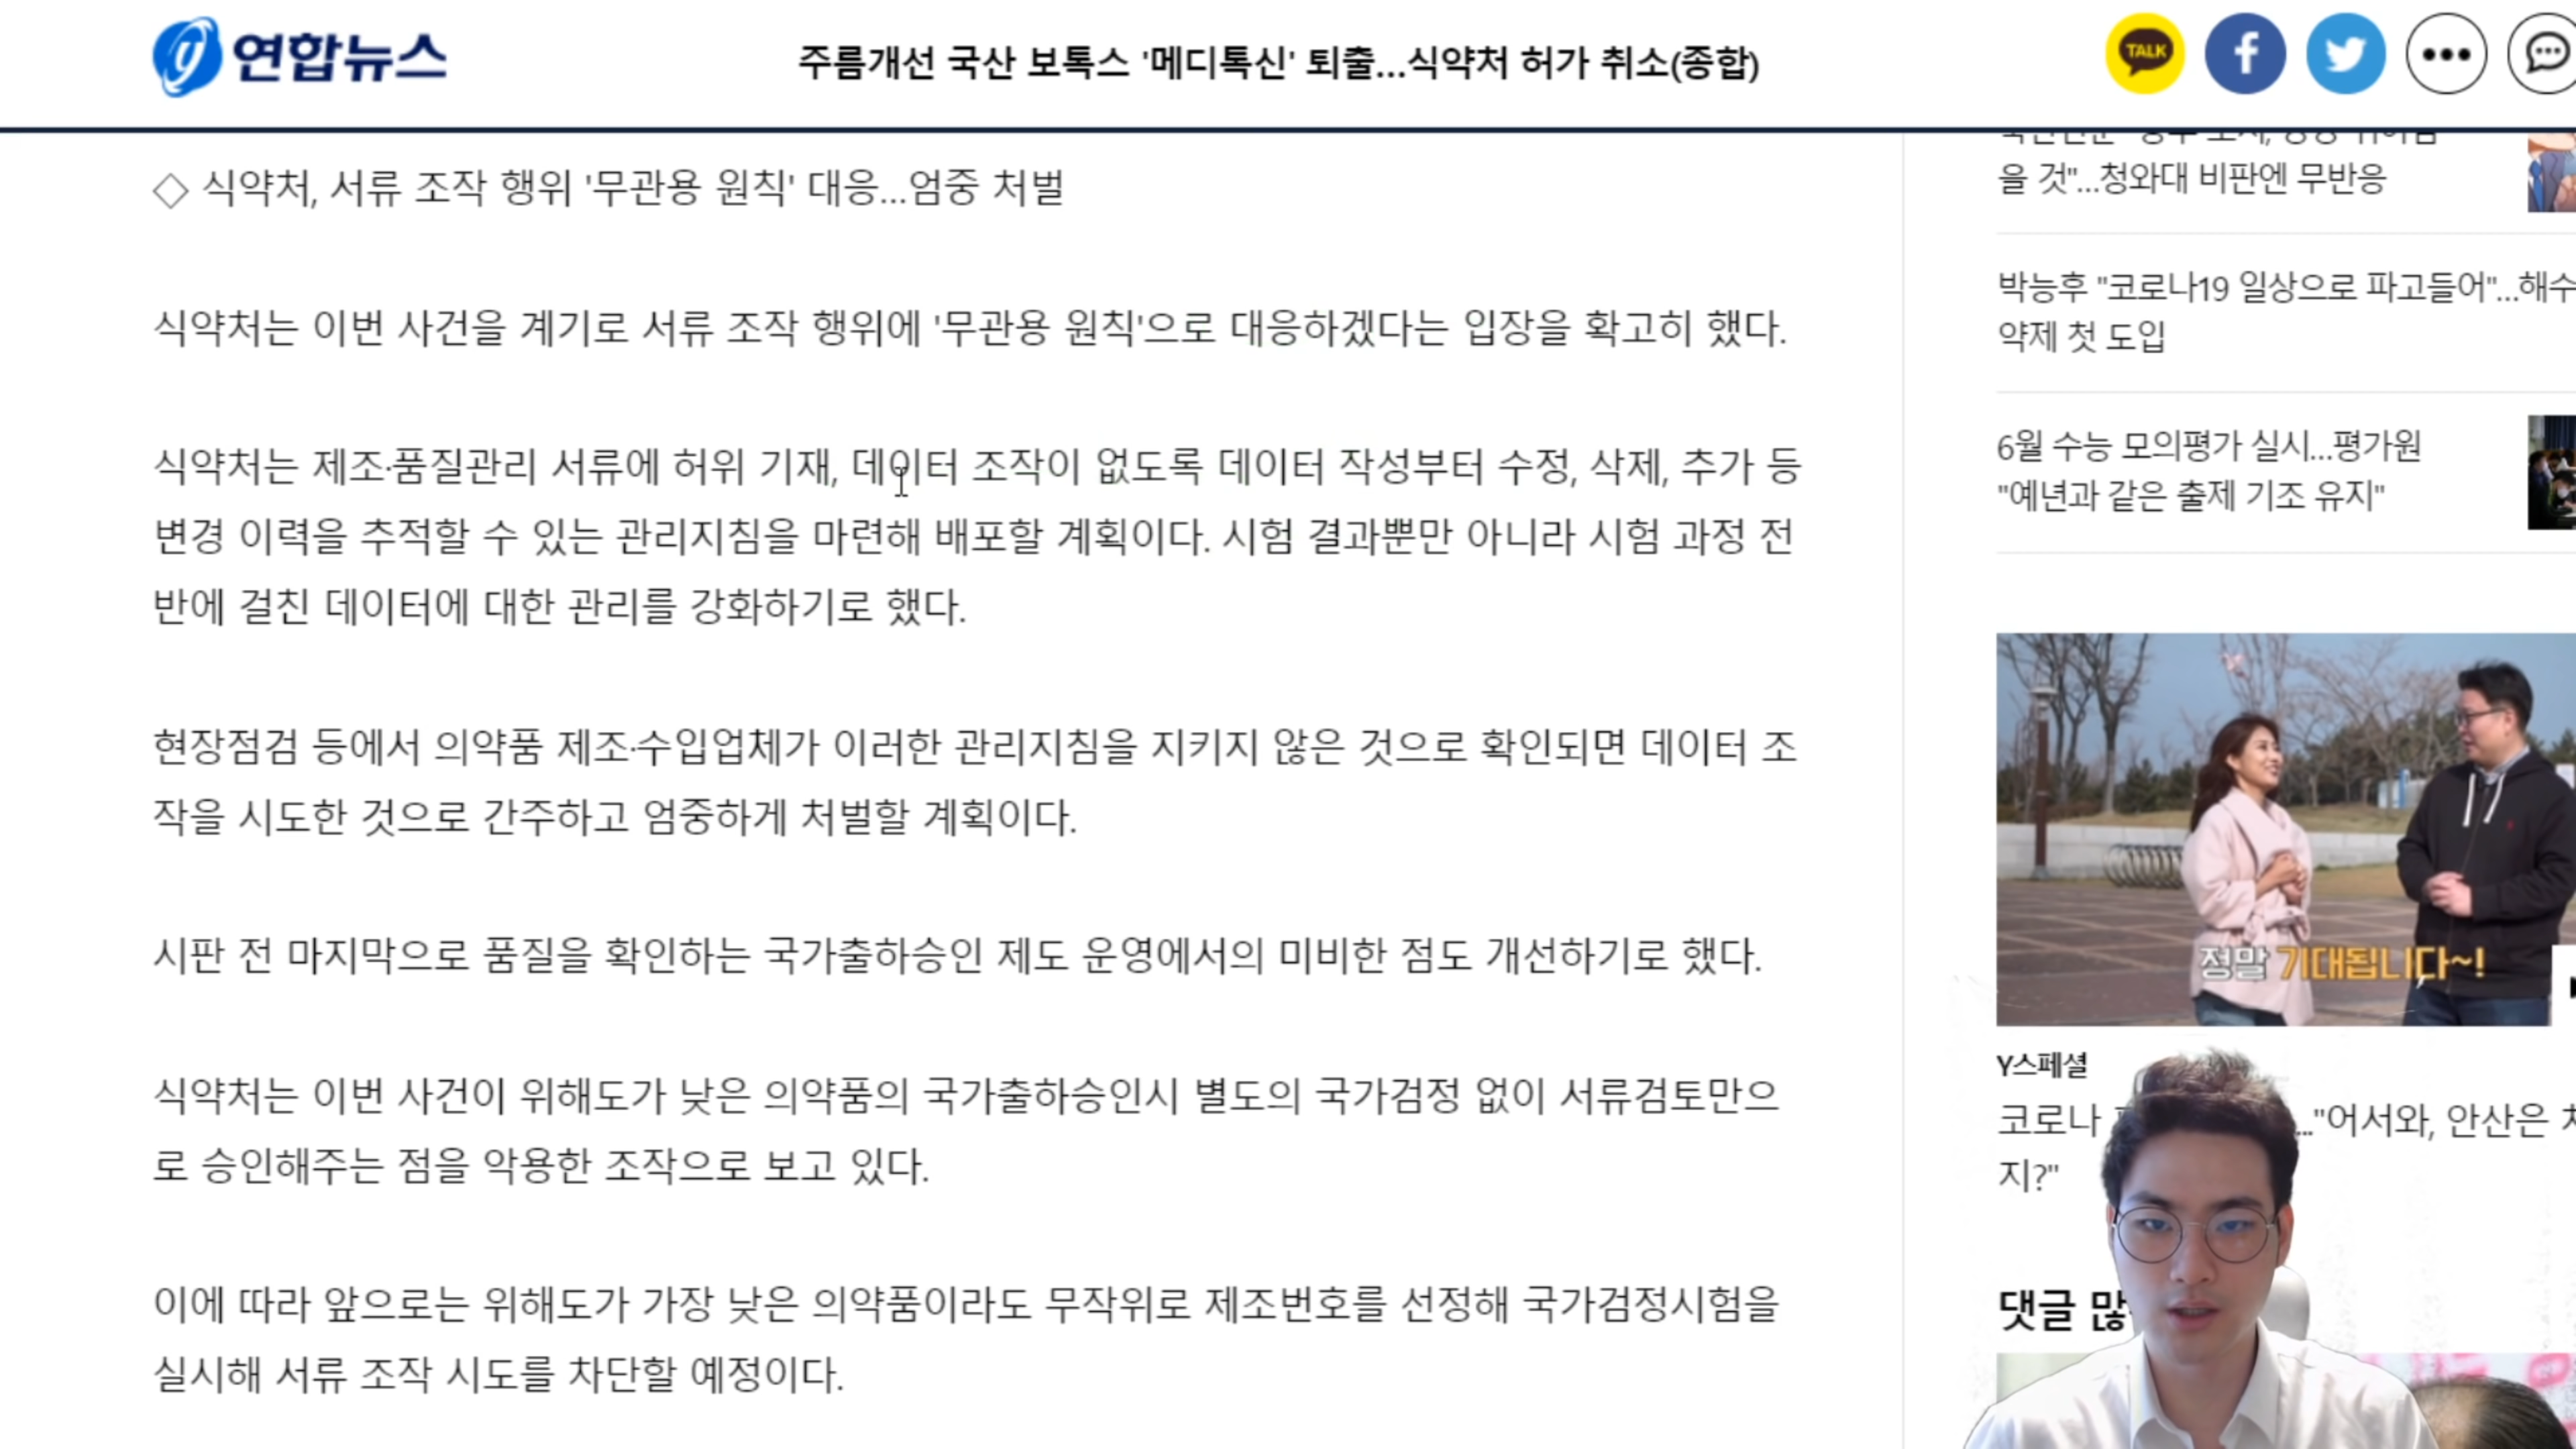 연합뉴스
주름개선 국산 보톡스 '메디톡신' 퇴출...식약처 허가 취소(종합)
TALK
◇ 식약처, 서류 조작 행위 '무관용 원칙' 대응...엄중 처벌
식약처는 이번 사건을 계기로 서류 조작 행위에 '무관용 원칙'으로 대응하겠다는 입장을 확고히 했다.
식약처는 제조·품질관리 서류에 허위 기재, 데이터 조작이 없도록 데이터 작성부터 수정, 삭제, 추가 등
변경 이력을 추적할 수 있는 관리지침을 마련해 배포할 계획이다. 시험 결과뿐만 아니라 시험 과정 전
반에 걸친 데이터에 대한 관리를 강화하기로 했다.
현장점검 등에서 의약품 제조·수입업체가 이러한 관리지침을 지키지 않은 것으로 확인되면 데이터 조
작을 시도한 것으로 간주하고 엄중하게 처벌할 계획이다.
시판 전 마지막으로 품질을 확인하는 국가출하승인 제도 운영에서의 미비한 점도 개선하기로 했다.
식약처는 이번 사건이 위해도가 낮은 의약품의 국가출하승인시 별도의 국가검정 없이 서류검토만으
로 승인해주는 점을 악용한 조작으로 보고 있다.
이에 따라 앞으로는 위해도가 가장 낮은 의약품이라도 무작위로 제조번호를 선정해 국가검정시험을
실시해 서류 조작 시도를 차단할 예정이다.
을 것"...청와대 비판엔 무반응
박능후 "코로나19 일상으로 파고들어"...해수
약제 첫 도입
6월 수능 모의평가 실시...평가원
"예년과 같은 출제 기조 유지"
정말 기대됩니다~!
Y스페셜
코로나 ..."어서와, 안산은
지?"
댓글 많